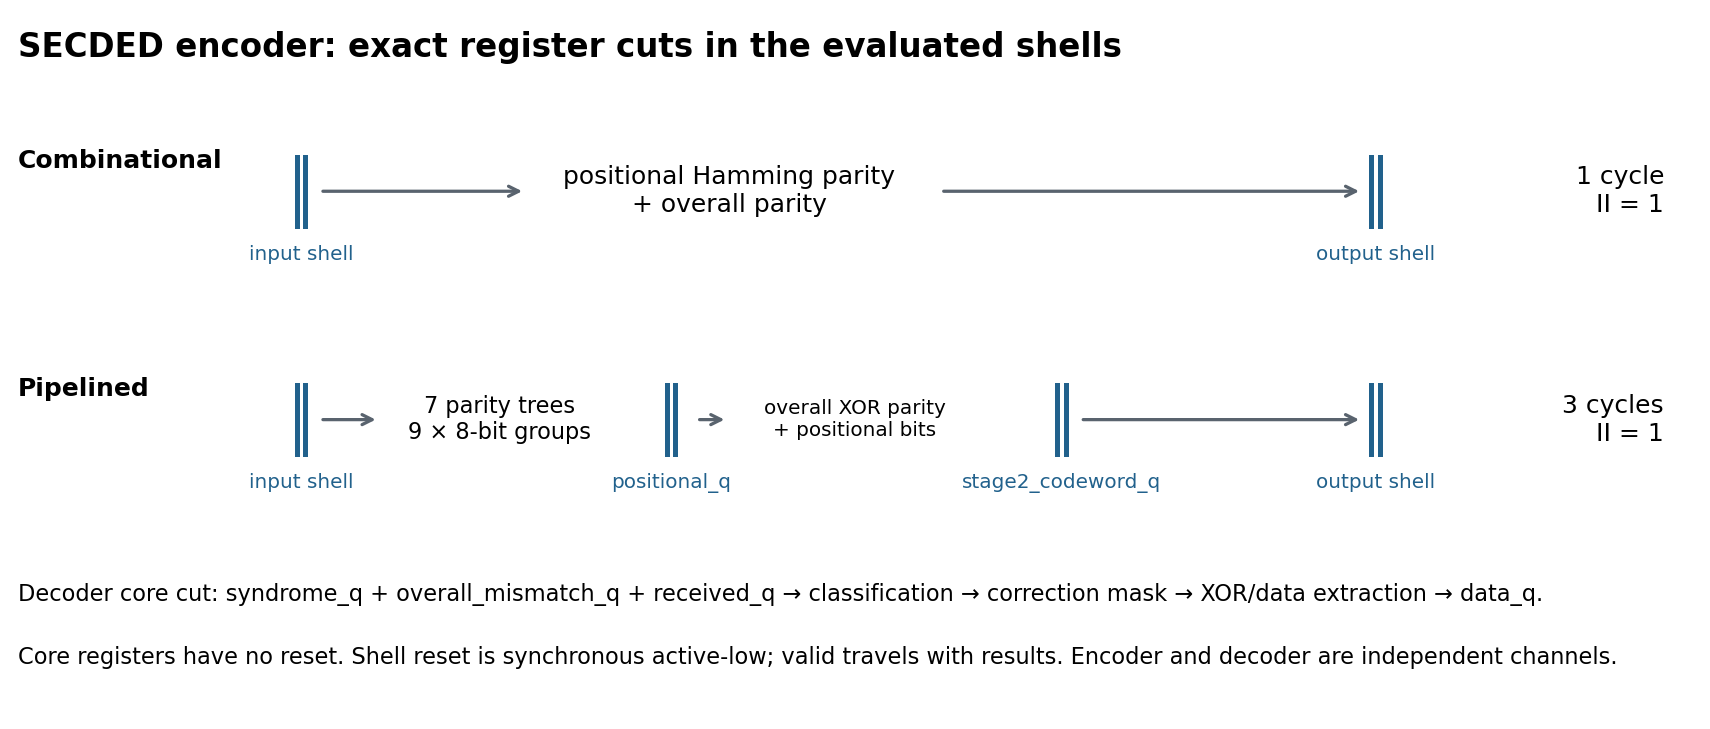 SECDED encoder: exact register cuts in the evaluated shells
Combinational
positional Hamming parity
+ overall parity
1 cycle
II = 1
input shell
output shell
Pipelined
7 parity trees
9 × 8-bit groups
overall XOR parity
+ positional bits
3 cycles
II = 1
input shell
positional_q
stage2_codeword_q
output shell
Decoder core cut: syndrome_q + overall_mismatch_q + received_q → classification → correction mask → XOR/data extraction → data_q.
Core registers have no reset. Shell reset is synchronous active-low; valid travels with results. Encoder and decoder are independent channels.